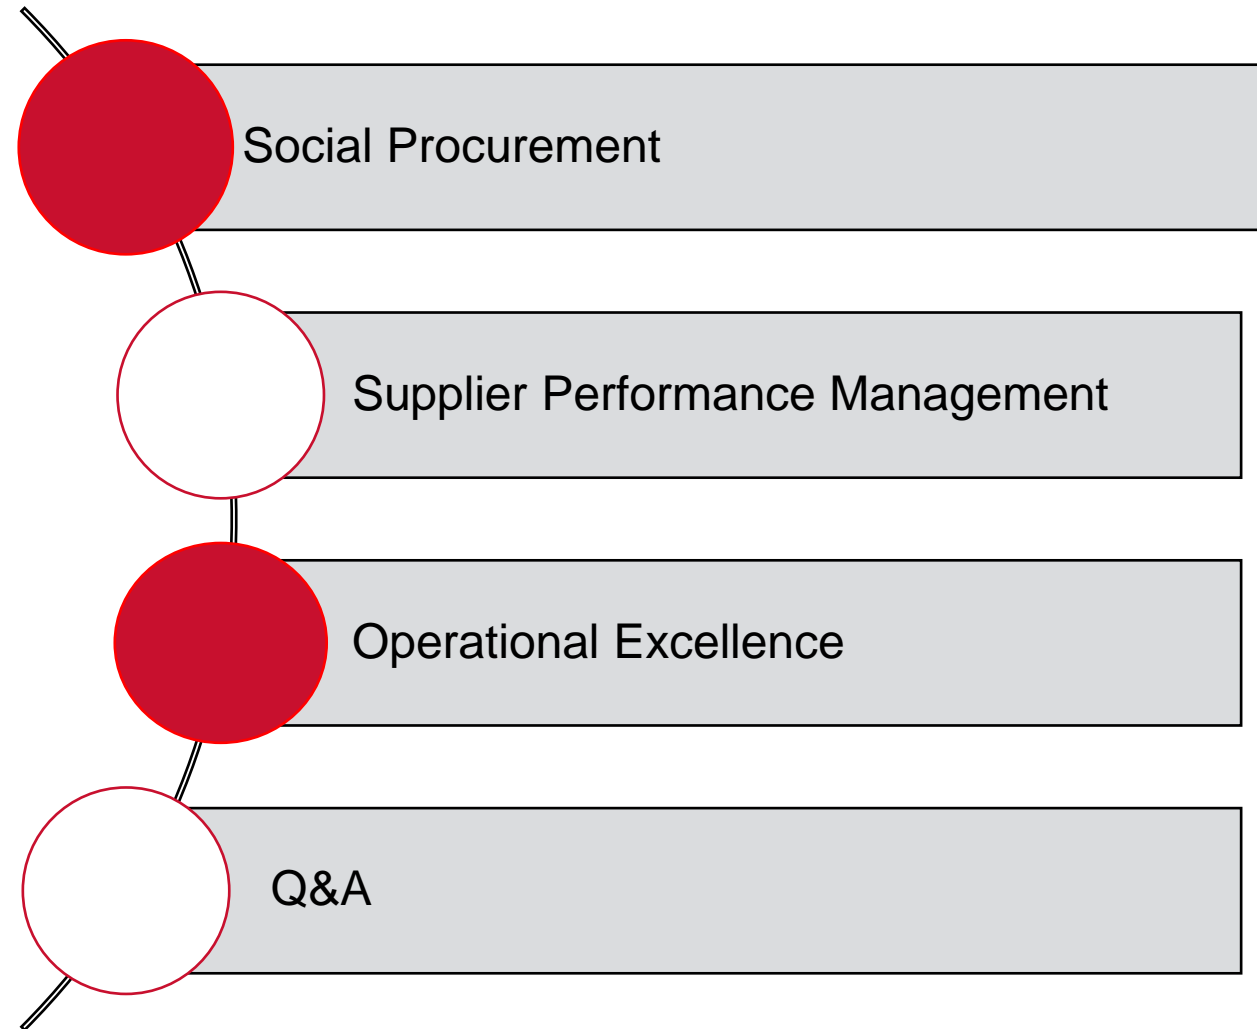 Social Procurement
Supplier Performance Management
Operational Excellence
Q&A